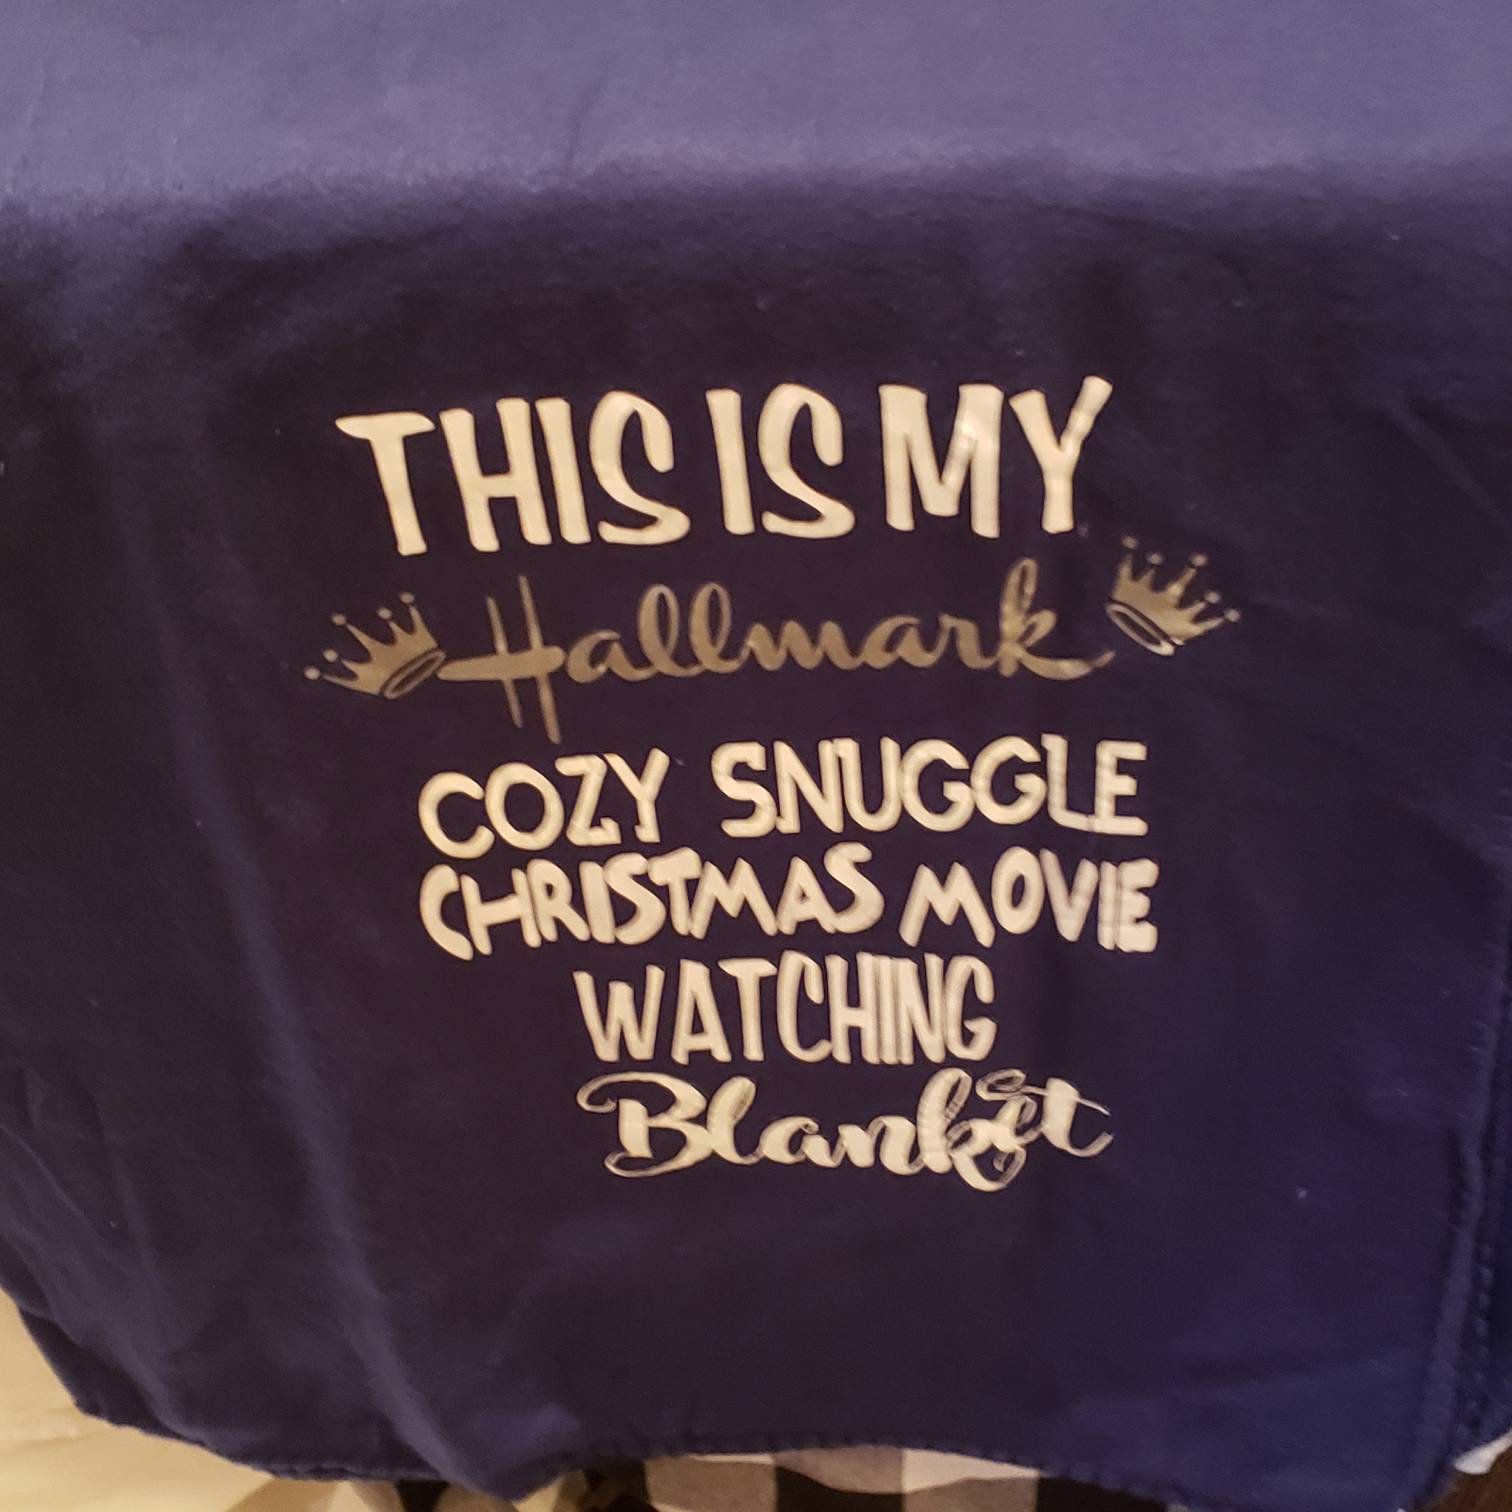 THIS IS MY
Hallmark
COZY SNUGGLE
CHRISTMAS MOVIE
WATCHING
Blanket